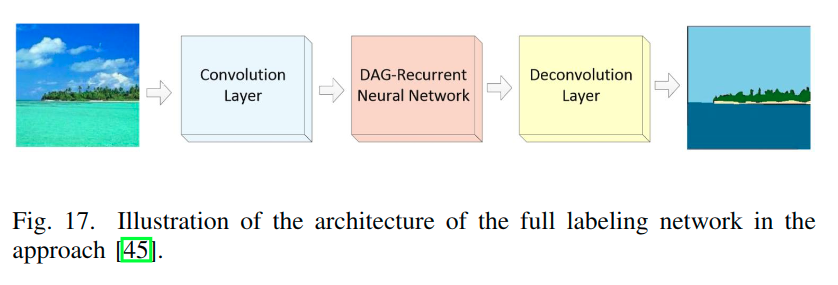 Convolution
Layer
DAG-Recurrent
Neural Network
Deconvolution
Layer
Fig. 17. Illustration of the architecture of the full labeling network in the
approach [45].